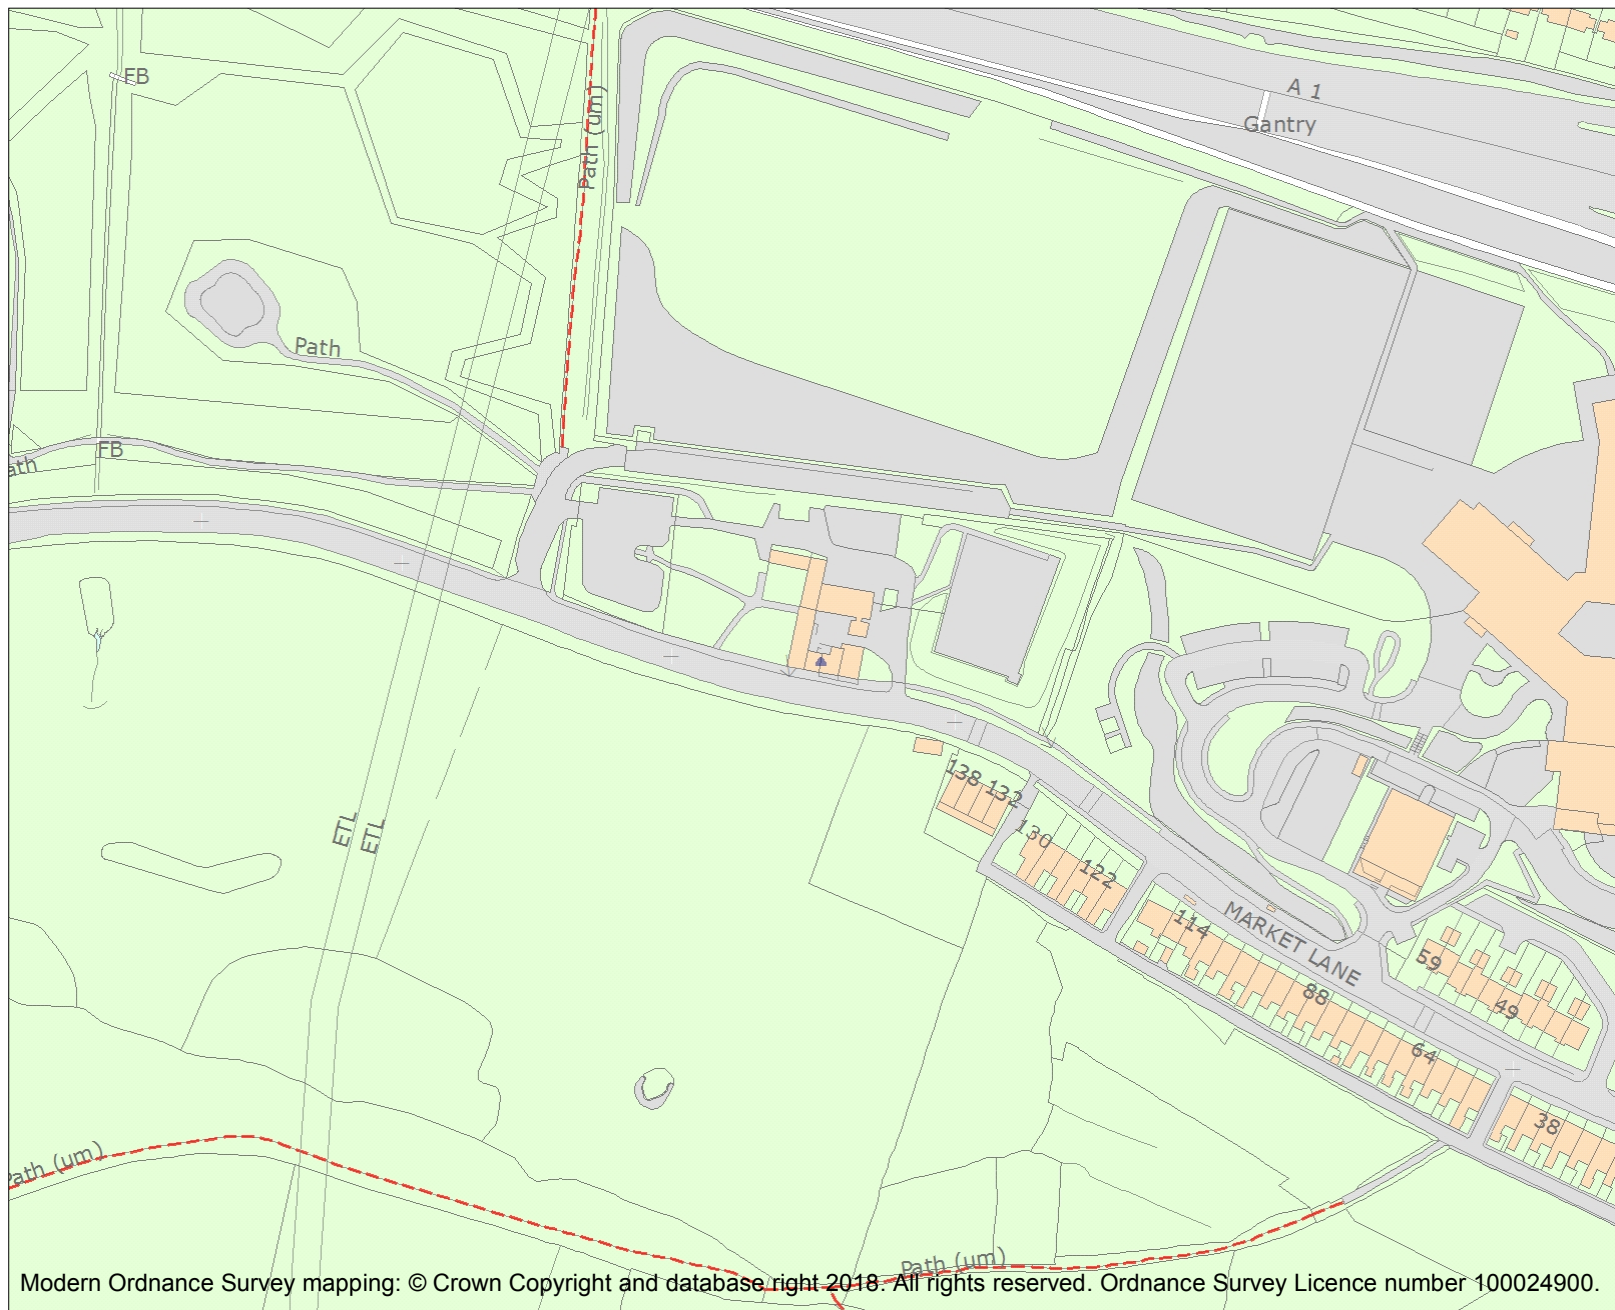 A 1
FB
Gantry
Path (um)
Path
FB
ath
138 132
130
ETL
ETL
122
114
MARKET LANE
59
88
49
64
38
Path (um)
Path (um)
Modern Ordnance Survey mapping: © Crown Copyright and database right 2018. All rights reserved. Ordnance Survey Licence number 100024900.